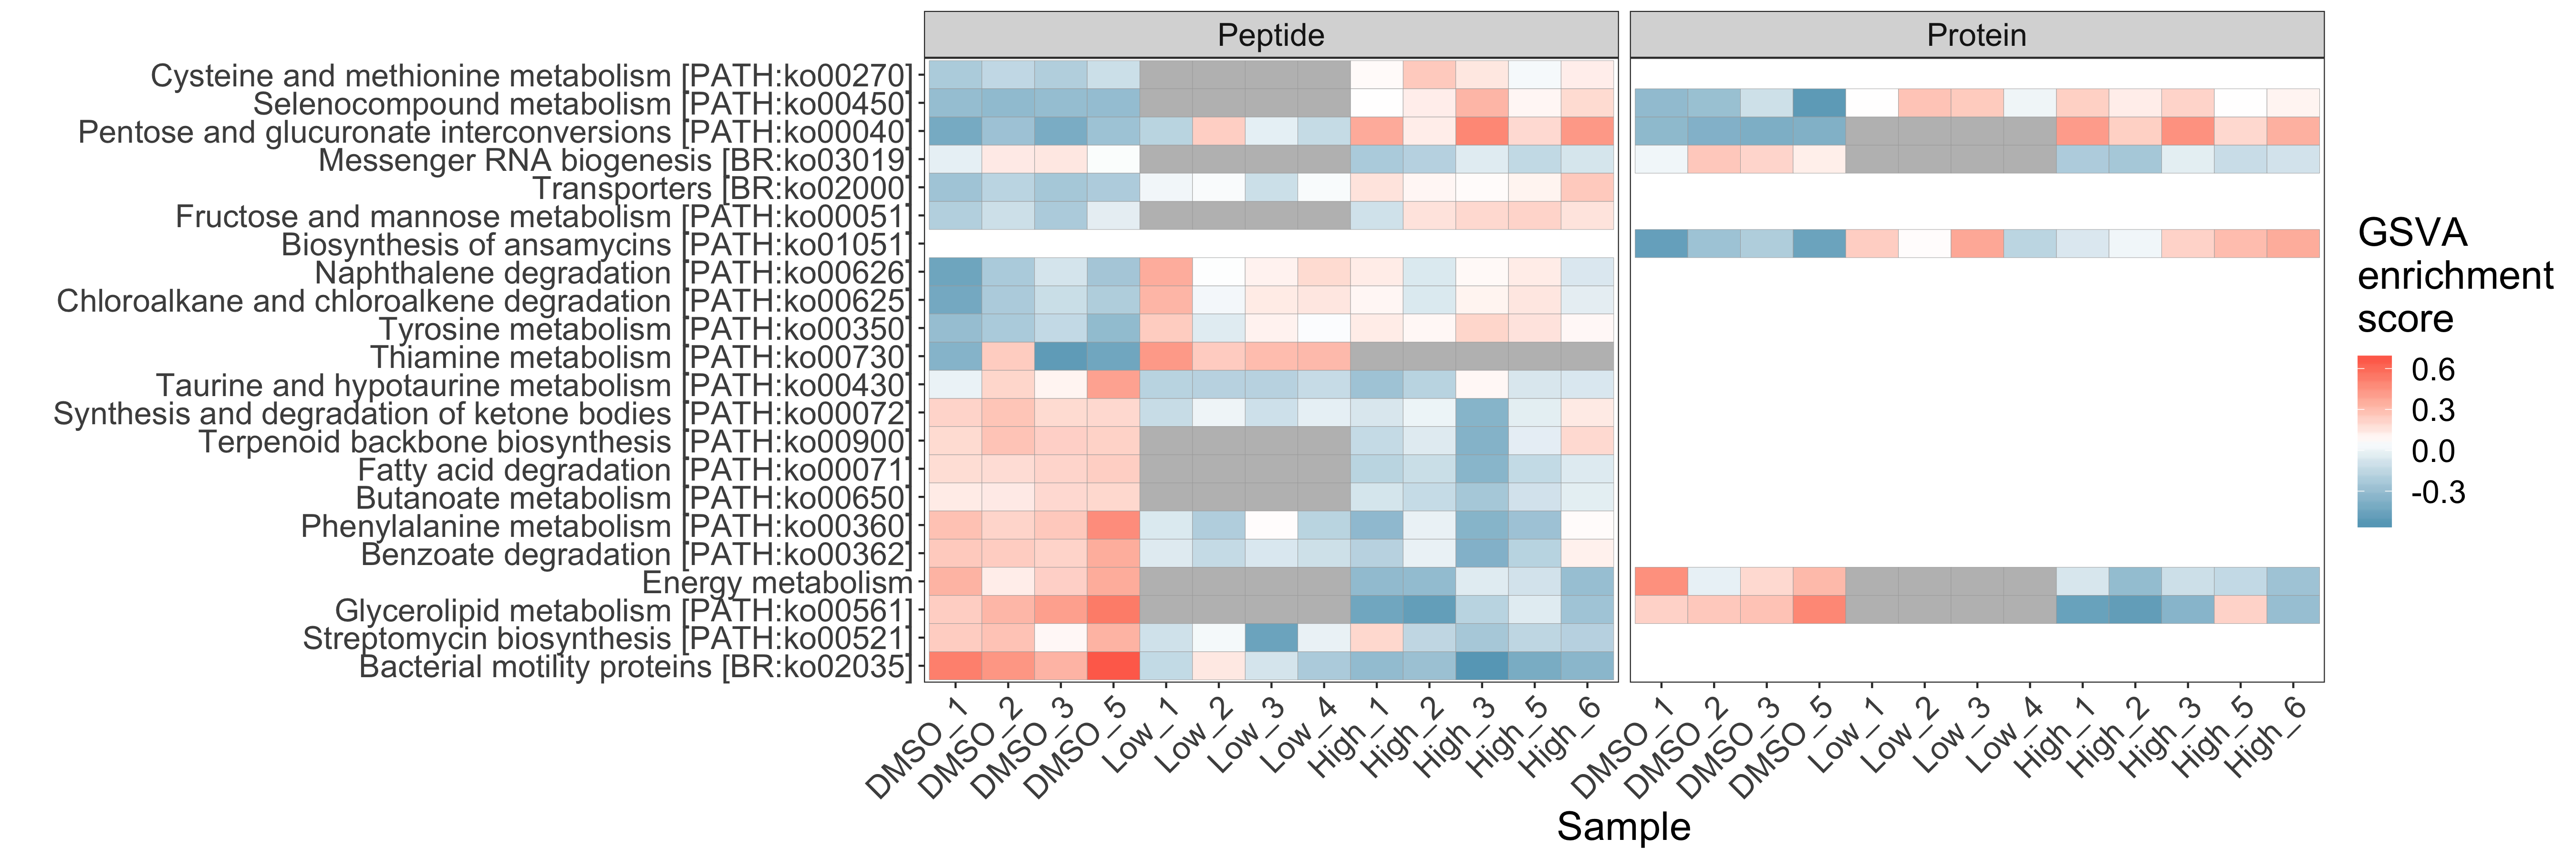 Peptide
Protein
Cysteine and methionine metabolism [PATH:ko00270]
Selenocompound metabolism [PATH:ko00450]
Pentose and glucuronate interconversions [PATH:ko00040]
Messenger RNA biogenesis [BR:ko03019]
Transporters [BR:ko02000]
Fructose and mannose metabolism [PATH:ko00051]
Biosynthesis of ansamycins [PATH:ko01051]
Naphthalene degradation [PATH:ko00626]
Chloroalkane and chloroalkene degradation [PATH:ko00625]
Tyrosine metabolism [PATH:ko00350]
Thiamine metabolism [PATH:ko00730]
Taurine and hypotaurine metabolism [PATH:ko00430]
Synthesis and degradation of ketone bodies [PATH:ko00072]
Terpenoid backbone biosynthesis [PATH:ko00900]
Fatty acid degradation [PATH:ko00071]
Butanoate metabolism [PATH:ko00650]
Phenylalanine metabolism [PATH:ko00360]
Benzoate degradation [PATH:ko00362]
Energy metabolism
Glycerolipid metabolism [PATH:ko00561]
Streptomycin biosynthesis [PATH:ko00521]
Bacterial motility proteins [BR:ko02035]
DMSO_1
DMSO_2
DMSO_3
DMSO_5
Low_1
Low_2
Low_3
Low_4
High_1
High_2
High_3
High_5
High_6
DMSO_1
DMSO_2
DMSO_3
DMSO_5
Low_1
Low_2
Low_3
Low_4
High_1
High_2
High_3
High_5
High_6
Sample
GSVA
enrichment
score
0.6
0.3
0.0
-0.3